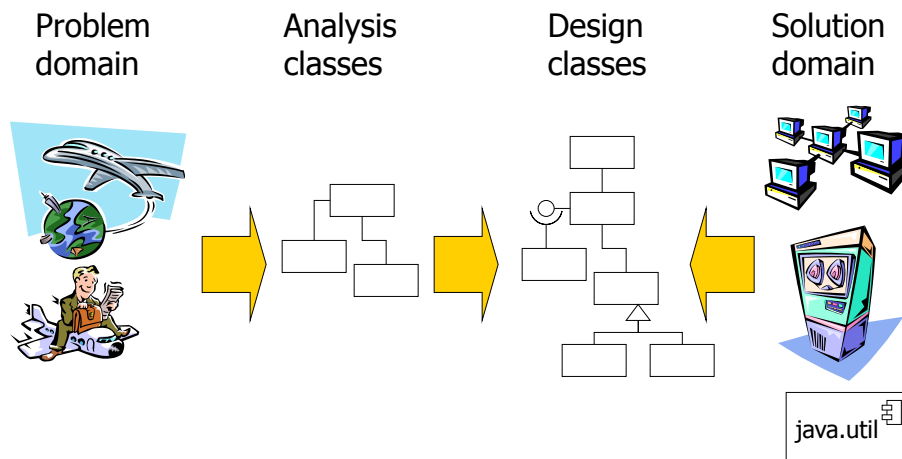 Problem
domain
Analysis
classes
Design
classes
Solution
domain
java.util